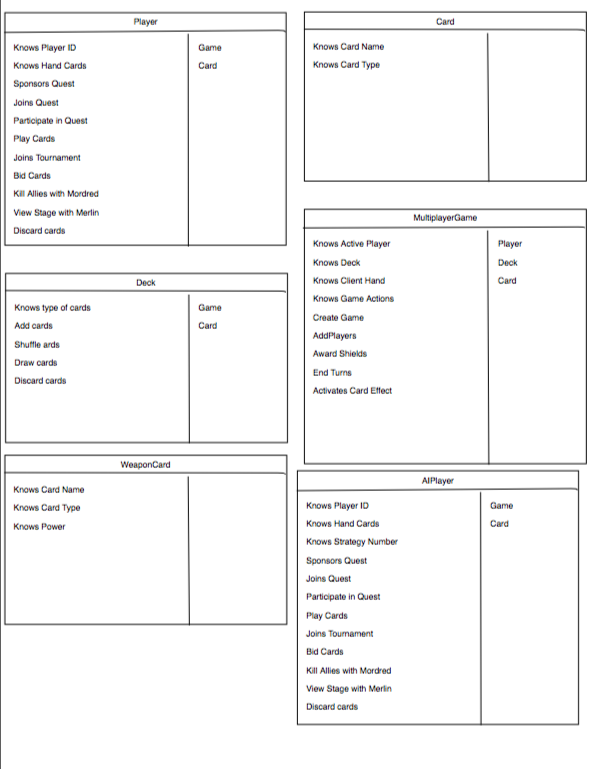 Player
Knows Player ID
Game
Knows Hand Cards
Card
Sponsors Quest
Joins Quest
Participate in Quest
Play Cards
Joins Tournament
Bid Cards
Kill Allies with Mordred
View Stage with Merlin
Discard cards
Card
Knows Card Name
Knows Card Type
Deck
Knows type of cards
Game
Add cards
Card
Shuffle ards
Draw cards
Discard cards
MultiplayerGame
Knows Active Player
Player
Knows Deck
Deck
Knows Client Hand
Card
Knows Game Actions
Create Game
AddPlayers
Award Shields
End Turns
Activates Card Effect
WeaponCard
Knows Card Name
Knows Card Type
Knows Power
AIPlayer
Knows Player ID
Game
Knows Hand Cards
Card
Knows Strategy Number
Sponsors Quest
Joins Quest
Participate in Quest
Play Cards
Joins Tournament
Bid Cards
Kill Allies with Mordred
View Stage with Merlin
Discard cards